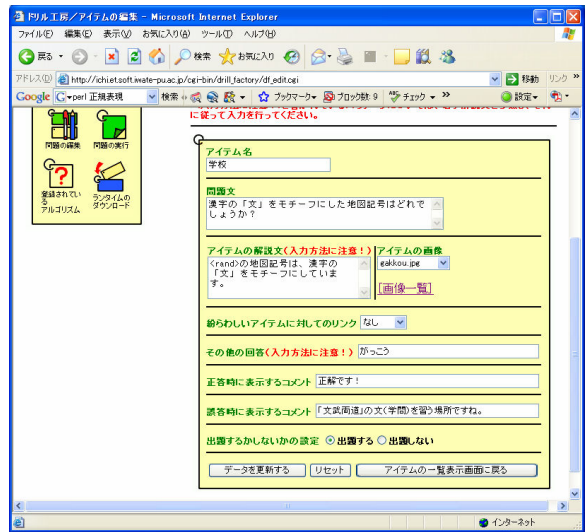 ドリル工房／アイテムの編集 - Microsoft Internet Explorer
ファイル(F) 編集(E) 表示(V) お気に入り(A) ツール(T) ヘルプ(H)
戻る 検索 お気に入り
アドレス(D) http://ichi.et.soft.iwate-pu.ac.jp/cgi-bin/drill_factory/df_edit.cgi 移動 リンク »
Google perl 正規表現 検索 ブックマーク ブロック数 9 チェック » 設定
に従って入力を行ってください。
問題の編集 問題の実行
登録されてい
る
アルゴリズム
ランタイムの
ダウンロード
アイテム名
学校
問題文
漢字の「文」をモチーフにした地図記号はどれで
しょうか？
アイテムの解説文(入力方法に注意！) アイテムの画像
<rand>の地図記号は、漢字の
「文」をモチーフにしていま
す。
gakkou.jpg
[画像一覧]
紛らわしいアイテムに対してのリンク なし
その他の回答(入力方法に注意！) がっこう
正答時に表示するコメント 正解です！
誤答時に表示するコメント 「文武両道」の文(学問)を習う場所ですね。
出題するかしないかの設定 出題する 出題しない
データを更新する リセット アイテムの一覧表示画面に戻る
インターネット